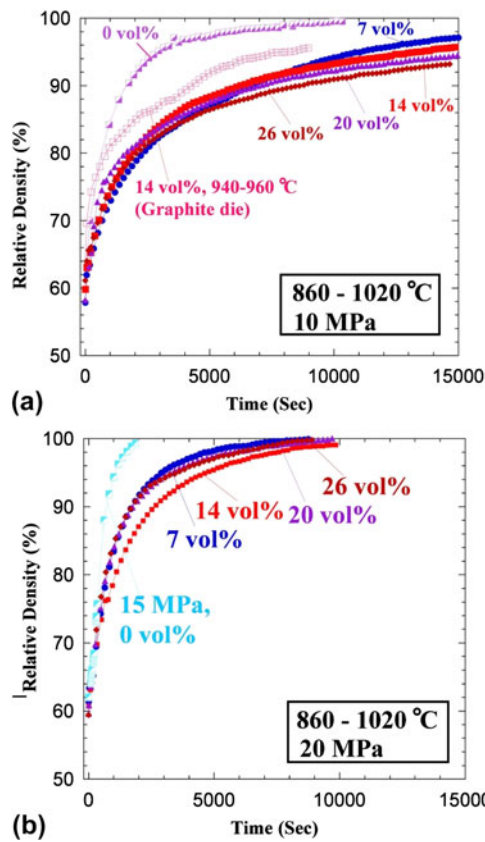 100
90
80
70
60
50
Relative Density (%)
0 vol%
7 vol%
14 vol%
20 vol%
26 vol%
14 vol%, 940-960 °C
(Graphite die)
860 - 1020 °C
10 MPa
0
5000
10000
15000
Time (Sec)
(a)
100
90
80
70
60
50
Relative Density (%)
26 vol%
20 vol%
14 vol%
7 vol%
15 MPa,
0 vol%
860 - 1020 °C
20 MPa
0
5000
10000
15000
Time (Sec)
(b)